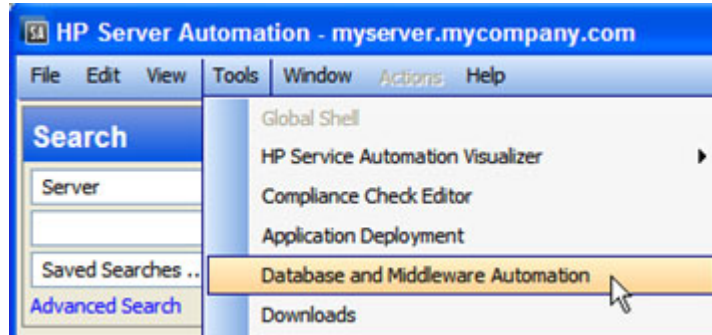 SA HP Server Automation - myserver.mycompany.com
File Edit View Tools Window Actions Help
Search
Server
Saved Searches ..
Advanced Search
Global Shell
HP Service Automation Visualizer
Compliance Check Editor
Application Deployment
Database and Middleware Automation
Downloads